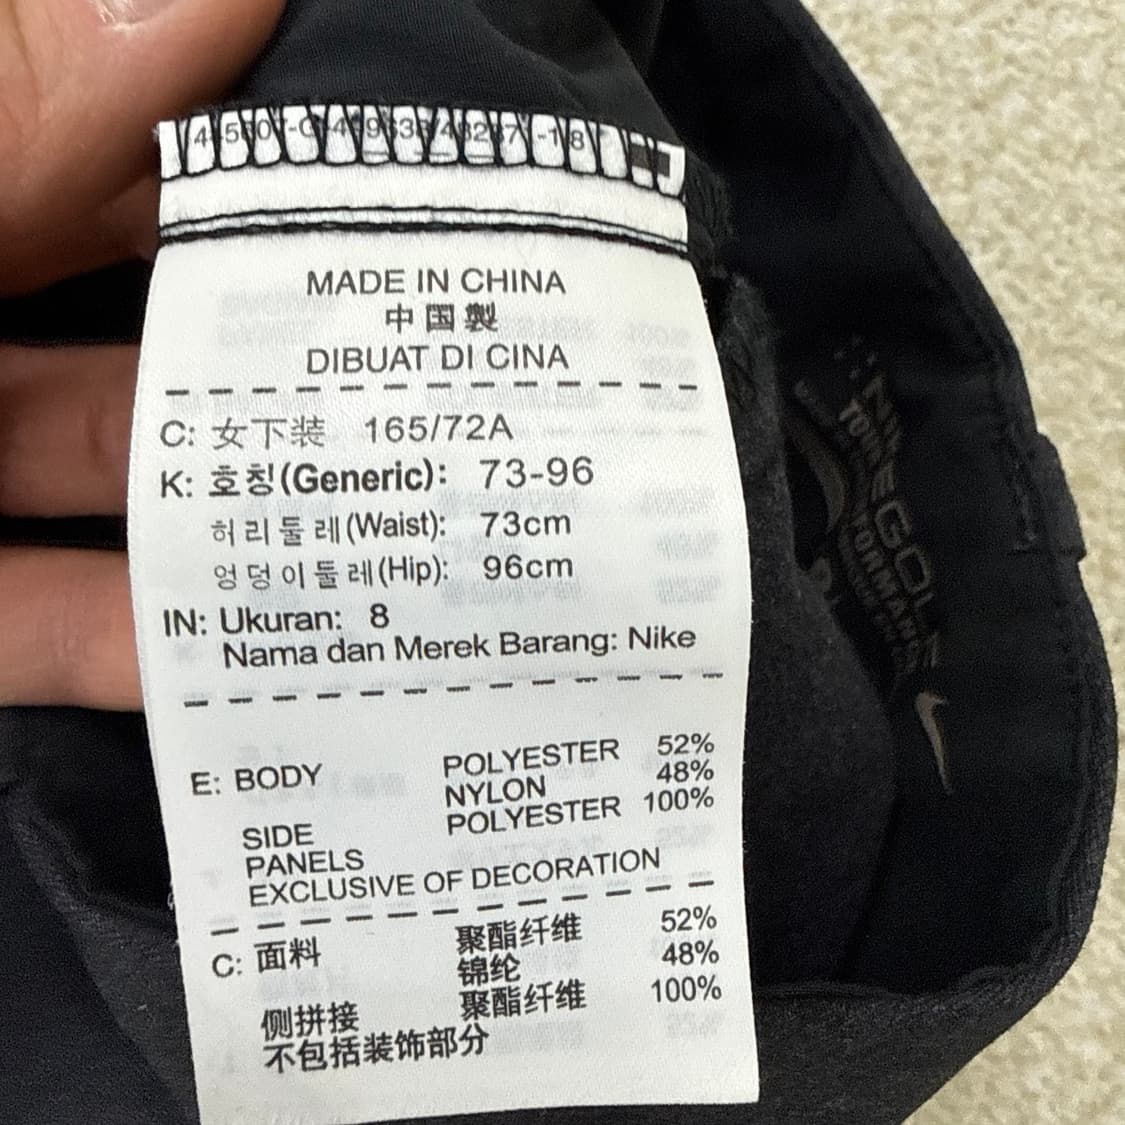 MADE IN CHINA
中国製
DIBUAT DI CINA
C: 女下装 165/72A
K: 호칭(Generic): 73-96
허리둘레(Waist): 73cm
엉덩이둘레(Hip): 96cm
IN: Ukuran: 8
Nama dan Merek Barang: Nike
E: BODY POLYESTER 52%
NYLON 48%
SIDE POLYESTER 100%
PANELS
EXCLUSIVE OF DECORATION
C: 面料 聚酯纤维 52%
锦纶 48%
侧拼接 聚酯纤维 100%
不包括装饰部分